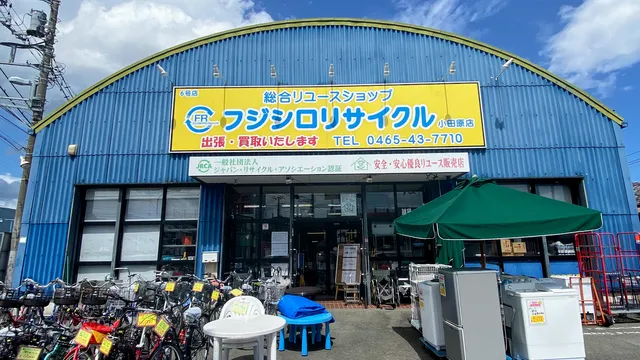 6号店
総合リユースショップ
FR
フジシロリサイクル 小田原店
出張・買取いたします TEL 0465-43-7710
JRCA
一般社団法人
ジャパン・リサイクル・アソシエーション認証
安全・安心優良リユース販売店